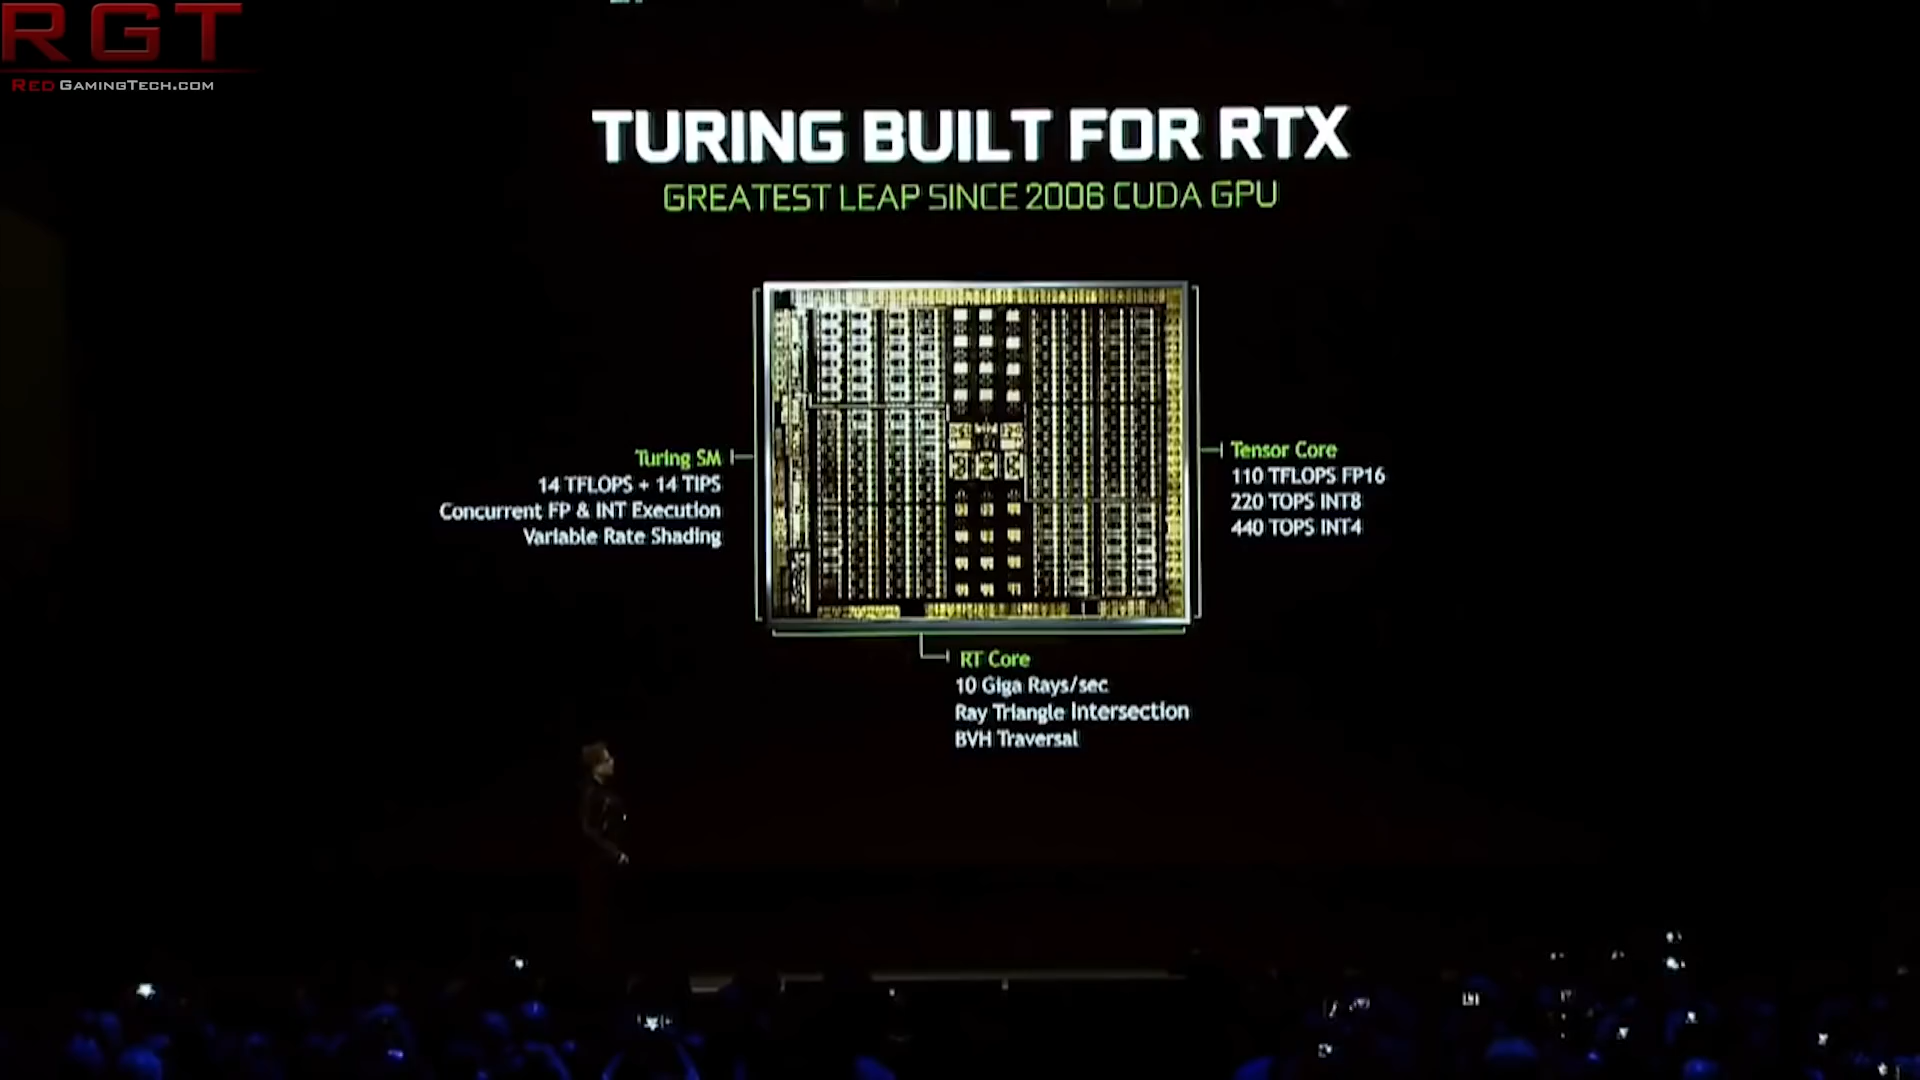 RGT
RedGamingTech.com
TURING BUILT FOR RTX
GREATEST LEAP SINCE 2006 CUDA GPU
Turing SM
14 TFLOPS + 14 TIPS
Concurrent FP & INT Execution
Variable Rate Shading
Tensor Core
110 TFLOPS FP16
220 TOPS INT8
440 TOPS INT4
RT Core
10 Giga Rays/sec
Ray Triangle Intersection
BVH Traversal